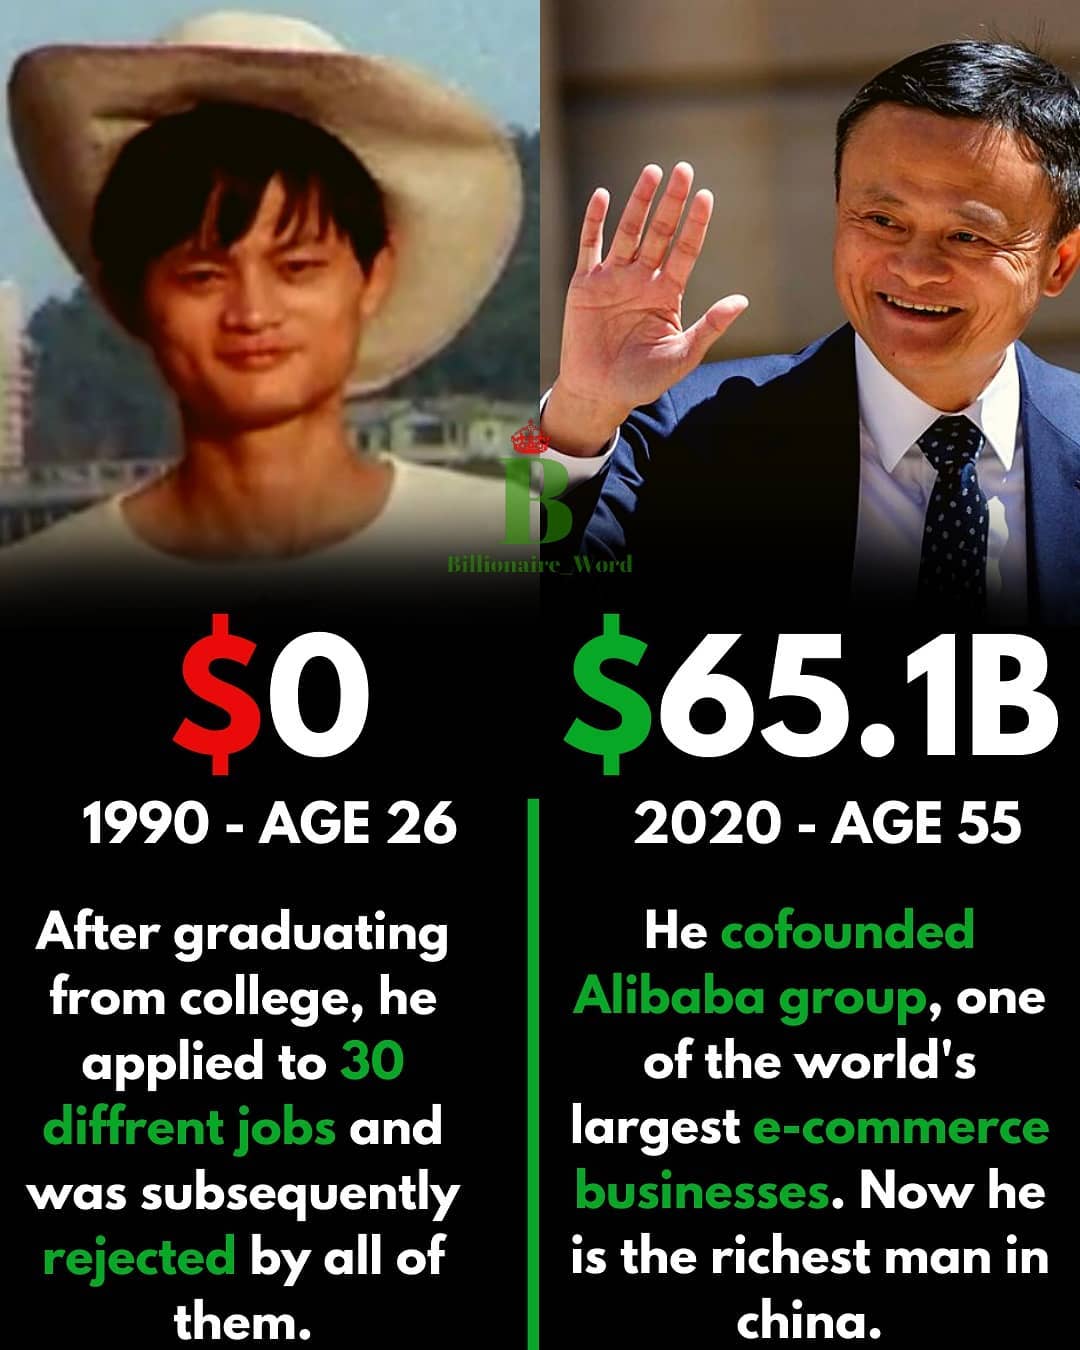 B
Billionaire_Word
$0
1990 - AGE 26
After graduating
from college, he
applied to 30
diffrent jobs and
was subsequently
rejected by all of
them.
$65.1B
2020 - AGE 55
He cofounded
Alibaba group, one
of the world's
largest e-commerce
businesses. Now he
is the richest man in
china.